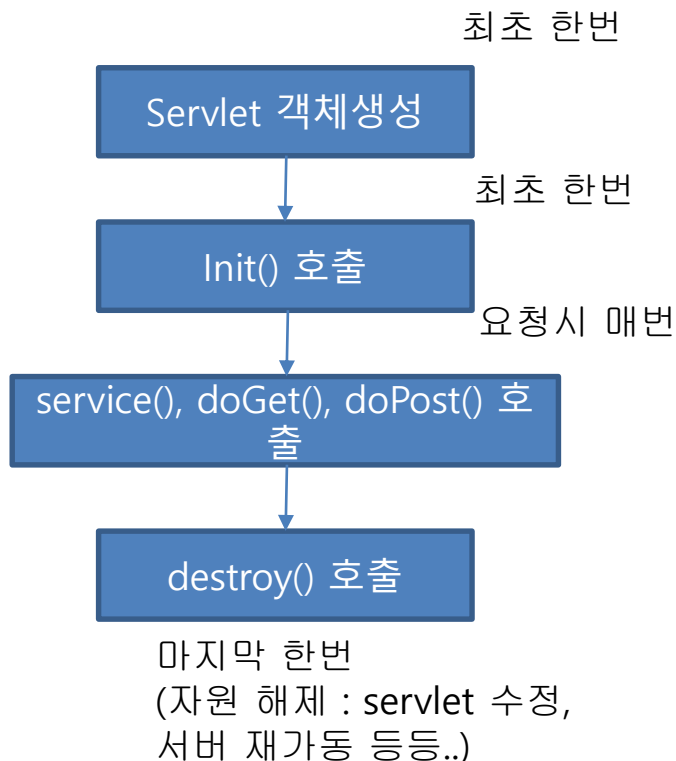 최초 한번
Servlet 객체생성
최초 한번
Init() 호출
요청시 매번
service(), doGet(), doPost() 호
출
destroy() 호출
마지막 한번
(자원 해제 : servlet 수정,
서버 재가동 등등..)